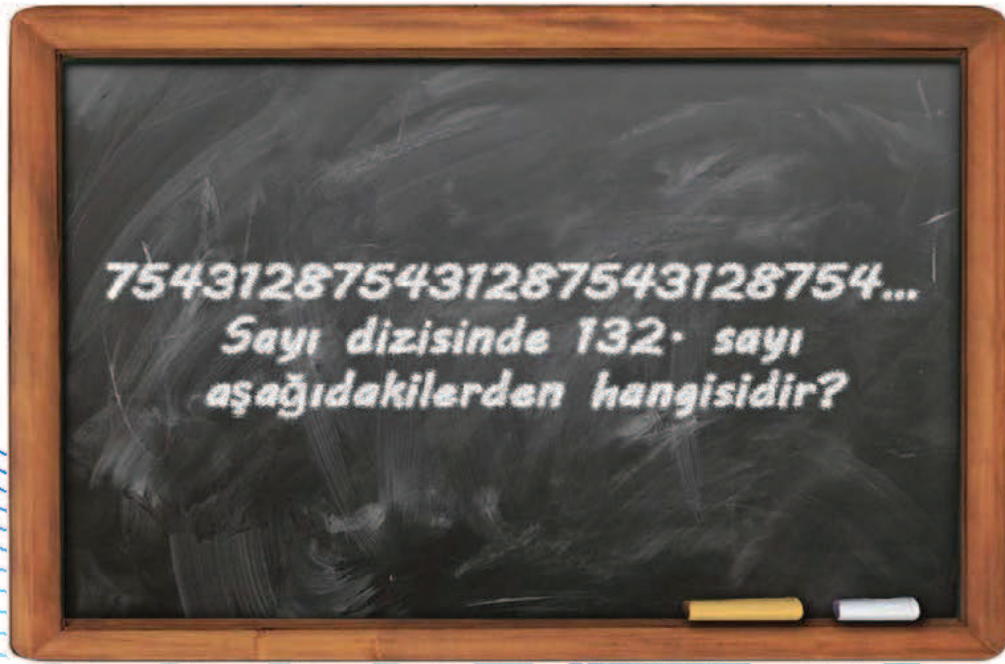 754312875431287543128754...
Sayı dizisinde 132. sayı
aşağıdakilerden hangisidir?